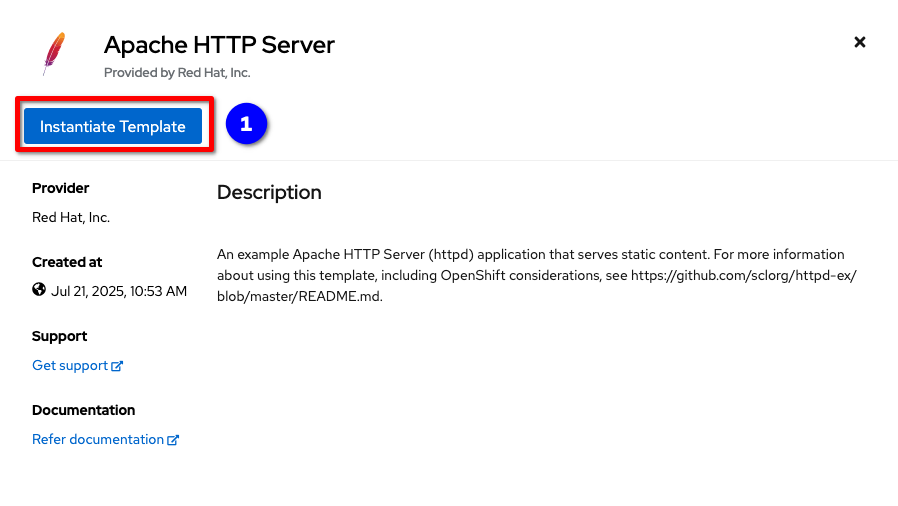 Apache HTTP Server
Provided by Red Hat, Inc.
Instantiate Template
1
Provider
Red Hat, Inc.
Created at
Jul 21, 2025, 10:53 AM
Support
Get support
Documentation
Refer documentation
Description
An example Apache HTTP Server (httpd) application that serves static content. For more information
about using this template, including OpenShift considerations, see https://github.com/sclorg/httpd-ex/
blob/master/README.md.